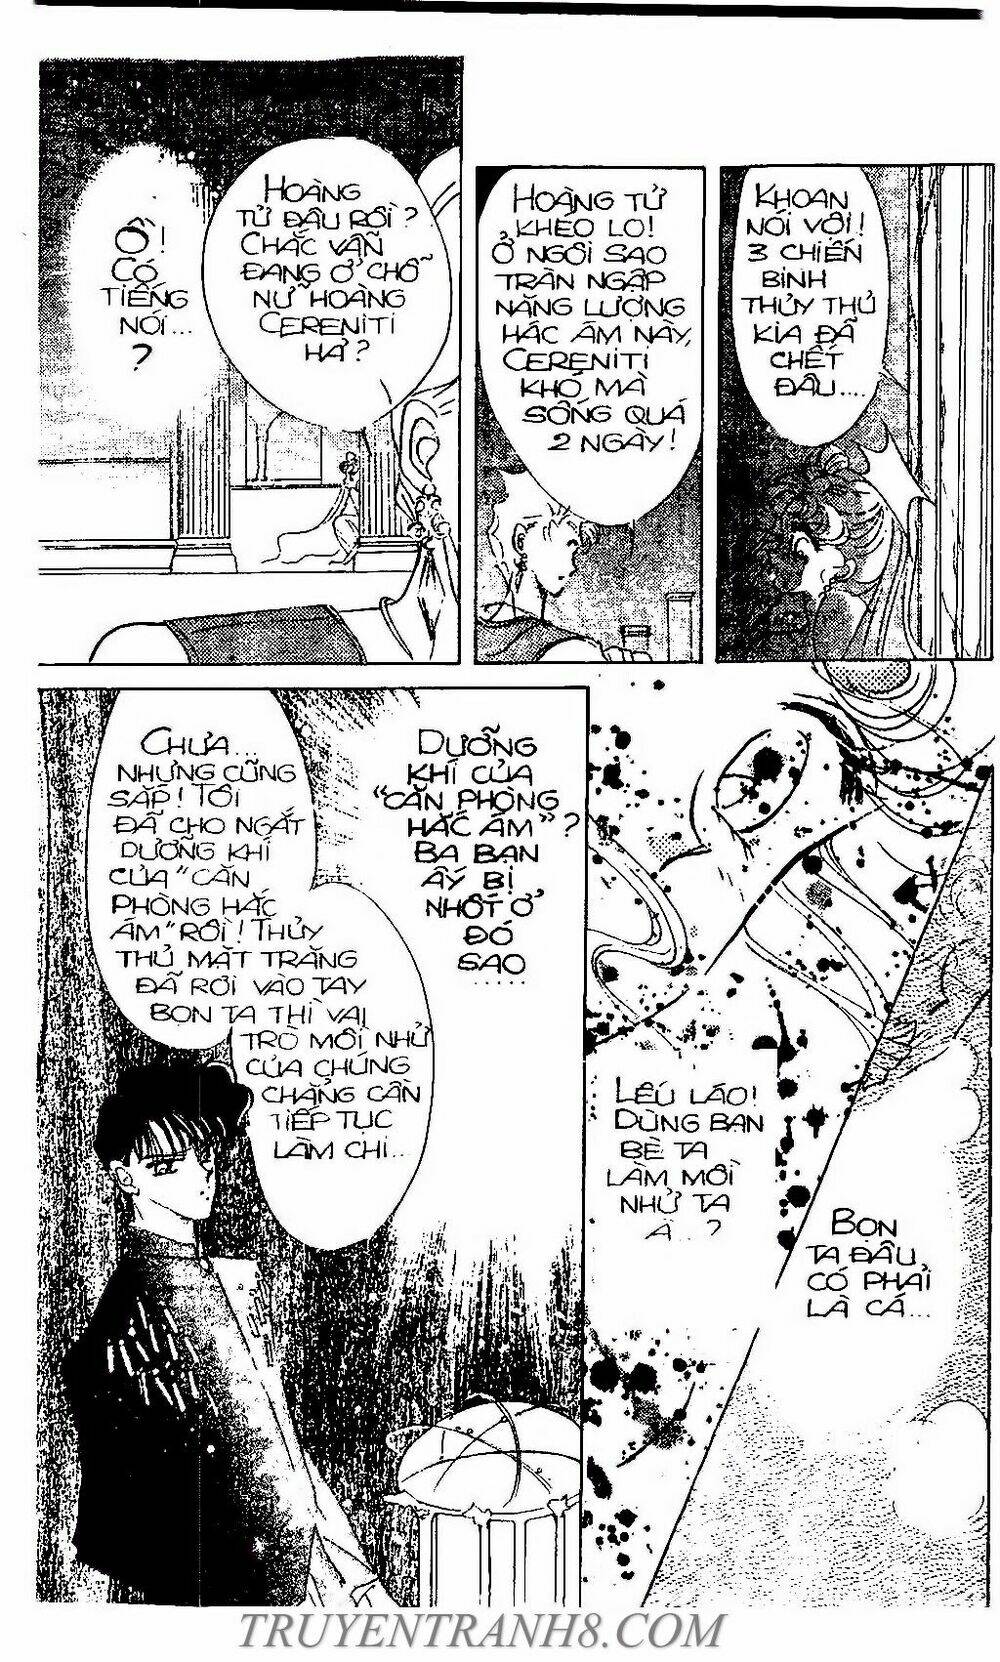 Ồ!
CÓ
TIẾNG
NÓI...
?
HOÀNG
TỬ ĐÂU RỒI?
CHẮC VẪN
ĐANG Ở CHỖ
NỮ HOÀNG
CERENITI
HẢ?
HOÀNG TỬ
KHÉO LO!
Ở NGÔI SAO
TRÀN NGẬP
NĂNG LƯỢNG
HẮC ÁM NÀY,
CERENITI
KHÓ MÀ
SỐNG QUÁ
2 NGÀY!
KHOAN
NÓI VỘI!
3 CHIẾN
BINH
THỦY THỦ
KIA ĐÃ
CHẾT
ĐÂU....
CHƯA...
NHƯNG CŨNG
SẮP! TÔI
ĐÃ CHO NGẮT
DƯỠNG KHÍ
CỦA "CĂN
PHÒNG HẮC
ÁM" RỒI! THỦY
THỦ MẶT TRĂNG
ĐÃ RƠI VÀO TAY
BỌN TA THÌ VAI
TRÒ MỒI NHỬ
CỦA CHÚNG
CHẲNG CẦN
TIẾP TỤC
LÀM CHI...
DƯỠNG
KHÍ CỦA
"CĂN PHÒNG
HẮC ÁM"?
BA BẠN
ẤY BỊ
NHỐT Ở
ĐÓ
SAO
.....
LẾU LÁO!
DÙNG BẠN
BÈ TA
LÀM MỒI
NHỬ TA
À...?
BỌN
TA ĐÂU
CÓ PHẢI
LÀ CÁ...
TRUYENTRANH8.COM